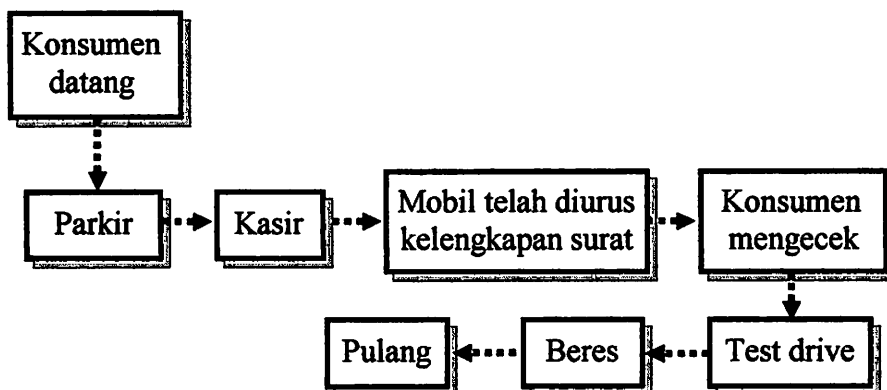 Konsumen
datang
Parkir
Kasir
Mobil telah diurus
kelengkapan surat
Konsumen
mengecek
Test drive
Beres
Pulang